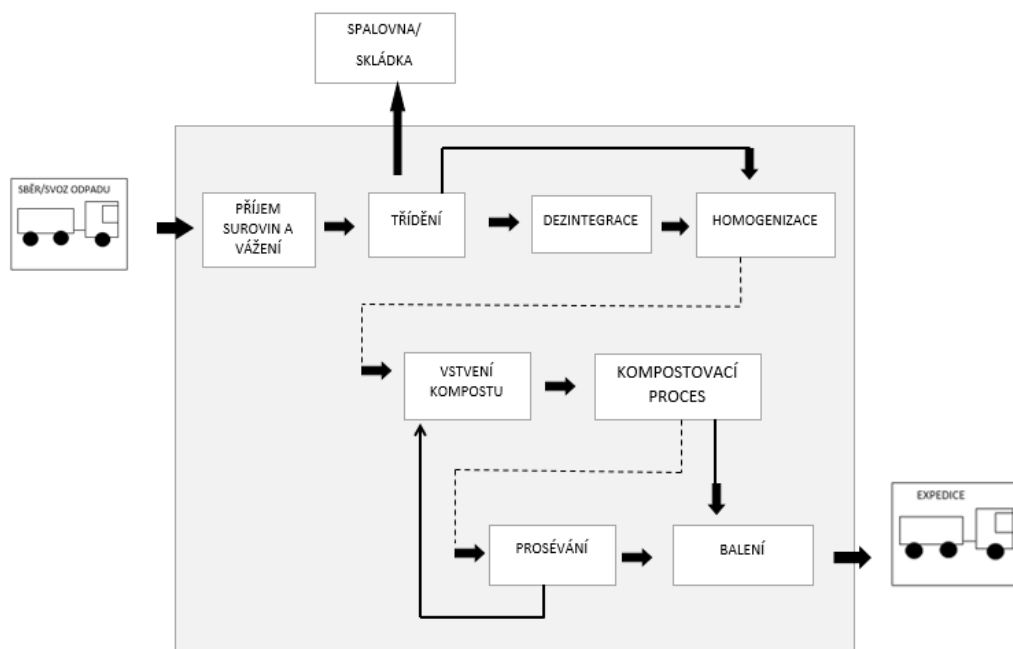 SPALOVNA/
SKLÁDKA
SBĚR/SVOZ ODPADU
PŘÍJEM
SUROVIN A
VÁŽENÍ
TŘÍDĚNÍ
DEZINTEGRACE
HOMOGENIZACE
VSTVENÍ
KOMPOSTU
KOMPOSTOVACÍ
PROCES
PROSÉVÁNÍ
BALENÍ
EXPEDICE